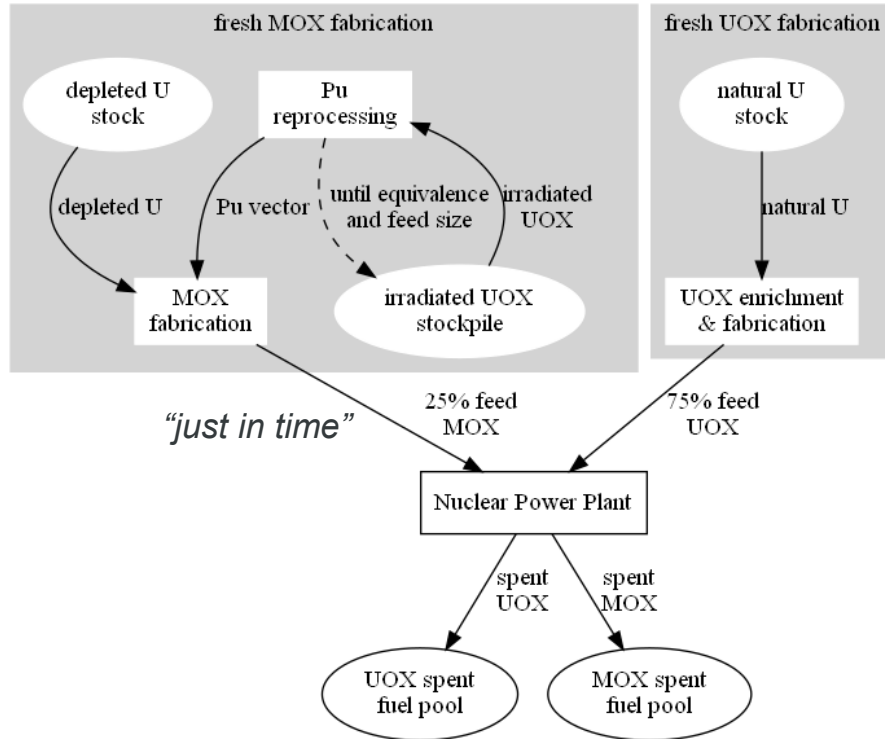 fresh MOX fabrication
fresh UOX fabrication
depleted U
stock
Pu
reprocessing
natural U
stock
depleted U
Pu vector
until equivalence
and feed size
irradiated
UOX
natural U
MOX
fabrication
irradiated UOX
stockpile
UOX enrichment
& fabrication
“just in time”
25% feed
MOX
75% feed
UOX
Nuclear Power Plant
spent
UOX
spent
MOX
UOX spent
fuel pool
MOX spent
fuel pool